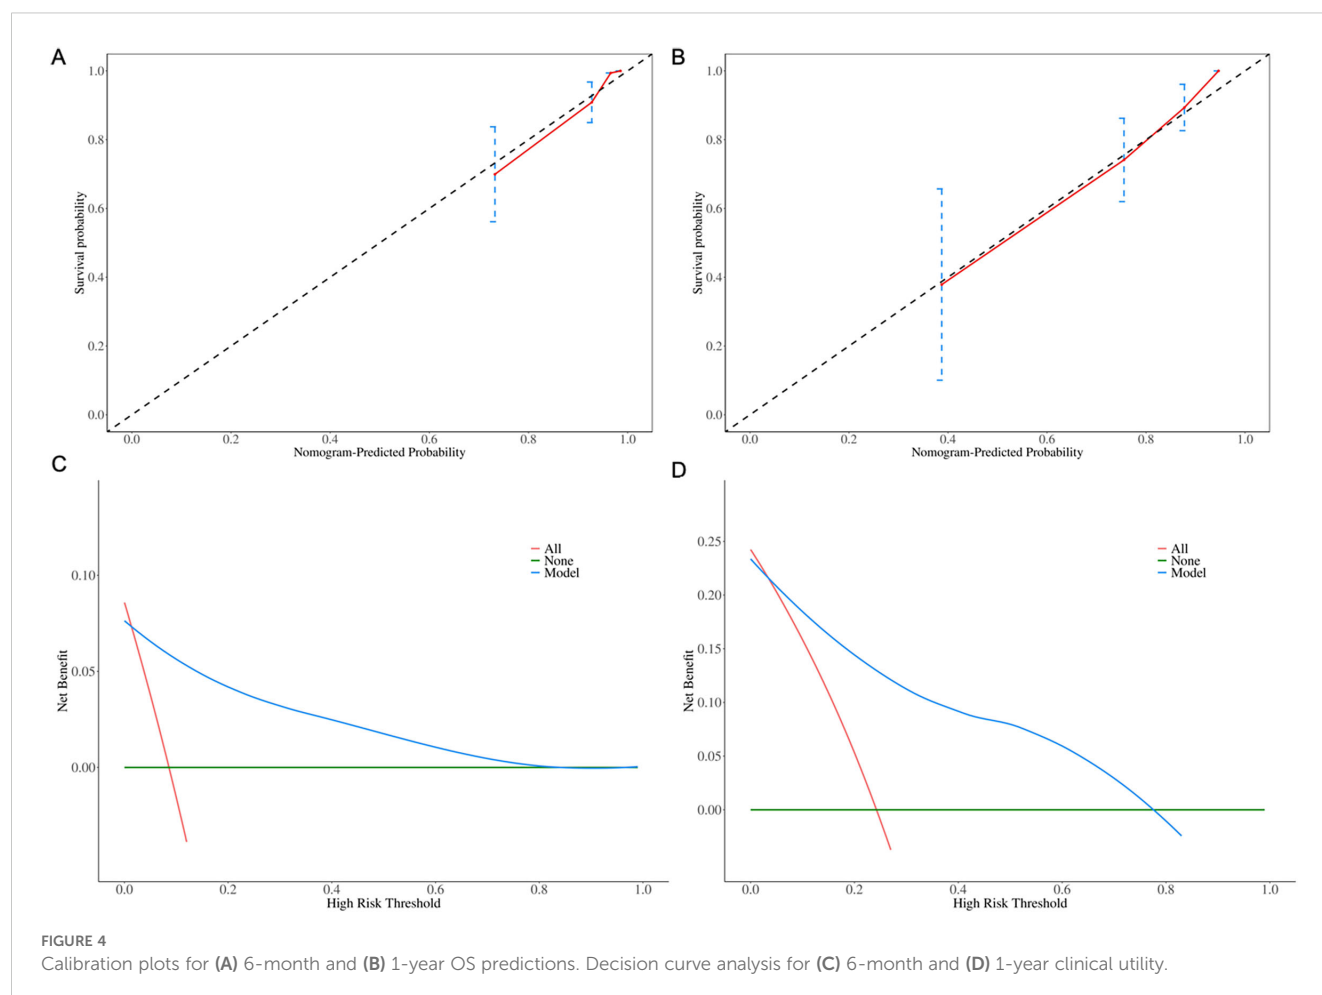 A
1.0
0.8
0.6
0.4
0.2
0.0
Survival probability
0.0 0.2 0.4 0.6 0.8 1.0
Nomogram-Predicted Probability
B
1.0
0.8
0.6
0.4
0.2
0.0
Survival probability
0.0 0.2 0.4 0.6 0.8 1.0
Nomogram-Predicted Probability
C
All
None
Model
0.10
0.05
0.00
Net Benefit
0.0 0.2 0.4 0.6 0.8 1.0
High Risk Threshold
D
All
None
Model
0.25
0.20
0.15
0.10
0.05
0.00
Net Benefit
0.0 0.2 0.4 0.6 0.8 1.0
High Risk Threshold
FIGURE 4
Calibration plots for (A) 6-month and (B) 1-year OS predictions. Decision curve analysis for (C) 6-month and (D) 1-year clinical utility.